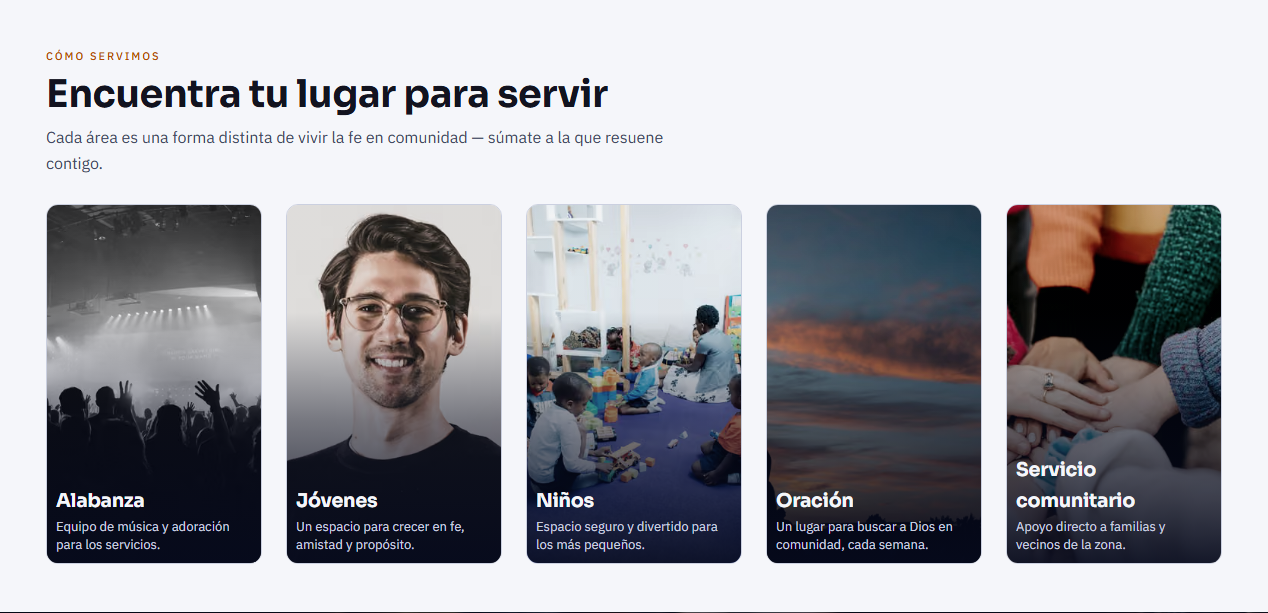 CÓMO SERVIMOS
Encuentra tu lugar para servir
Cada área es una forma distinta de vivir la fe en comunidad — súmate a la que resuene
contigo.
Alabanza
Equipo de música y adoración
para los servicios.
Jóvenes
Un espacio para crecer en fe,
amistad y propósito.
Niños
Espacio seguro y divertido para
los más pequeños.
Oración
Un lugar para buscar a Dios en
comunidad, cada semana.
Servicio
comunitario
Apoyo directo a familias y
vecinos de la zona.